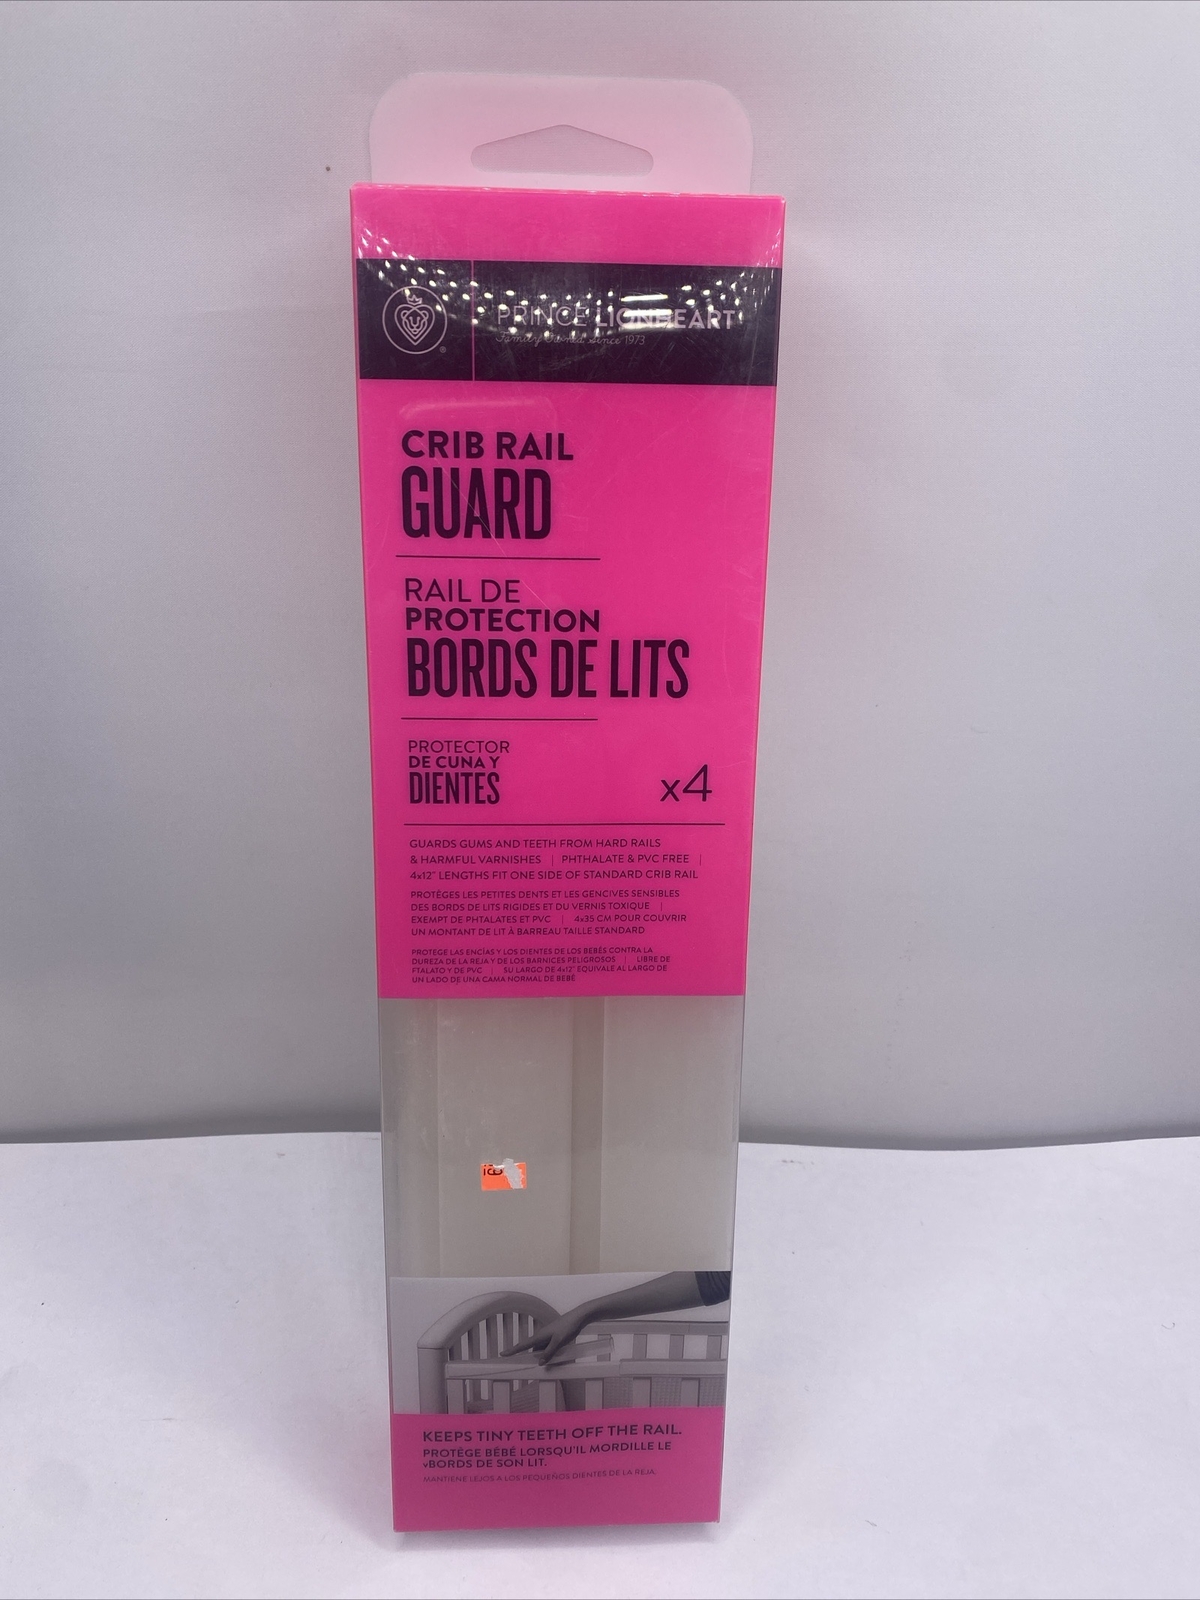 PRINCE LIONHEART
Family Owned, Since 1973
®
CRIB RAIL
GUARD
RAIL DE
PROTECTION
BORDS DE LITS
PROTECTOR
DE CUNA Y
DIENTES
x4
GUARDS GUMS AND TEETH FROM HARD RAILS
& HARMFUL VARNISHES | PHTHALATE & PVC FREE |
4x12" LENGTHS FIT ONE SIDE OF STANDARD CRIB RAIL
PROTÈGES LES PETITES DENTS ET LES GENCIVES SENSIBLES
DES BORDS DE LITS RIGIDES ET DU VERNIS TOXIQUE |
EXEMPT DE PHTALATES ET PVC | 4x35 CM POUR COUVRIR
UN MONTANT DE LIT À BARREAU TAILLE STANDARD
PROTEGE LAS ENCÍAS Y LOS DIENTES DE LOS BEBÉS CONTRA LA
DUREZA DE LA REJA Y DE LOS BARNICES PELIGROSOS | LIBRE DE
FTALATO Y DE PVC | SU LARGO DE 4x12" EQUIVALE AL LARGO DE
UN LADO DE UNA CAMA NORMAL DE BEBÉ
KEEPS TINY TEETH OFF THE RAIL.
PROTÈGE BÉBÉ LORSQU'IL MORDILLE LE
vBORDS DE SON LIT.
MANTIENE LEJOS A LOS PEQUEÑOS DIENTES DE LA REJA.